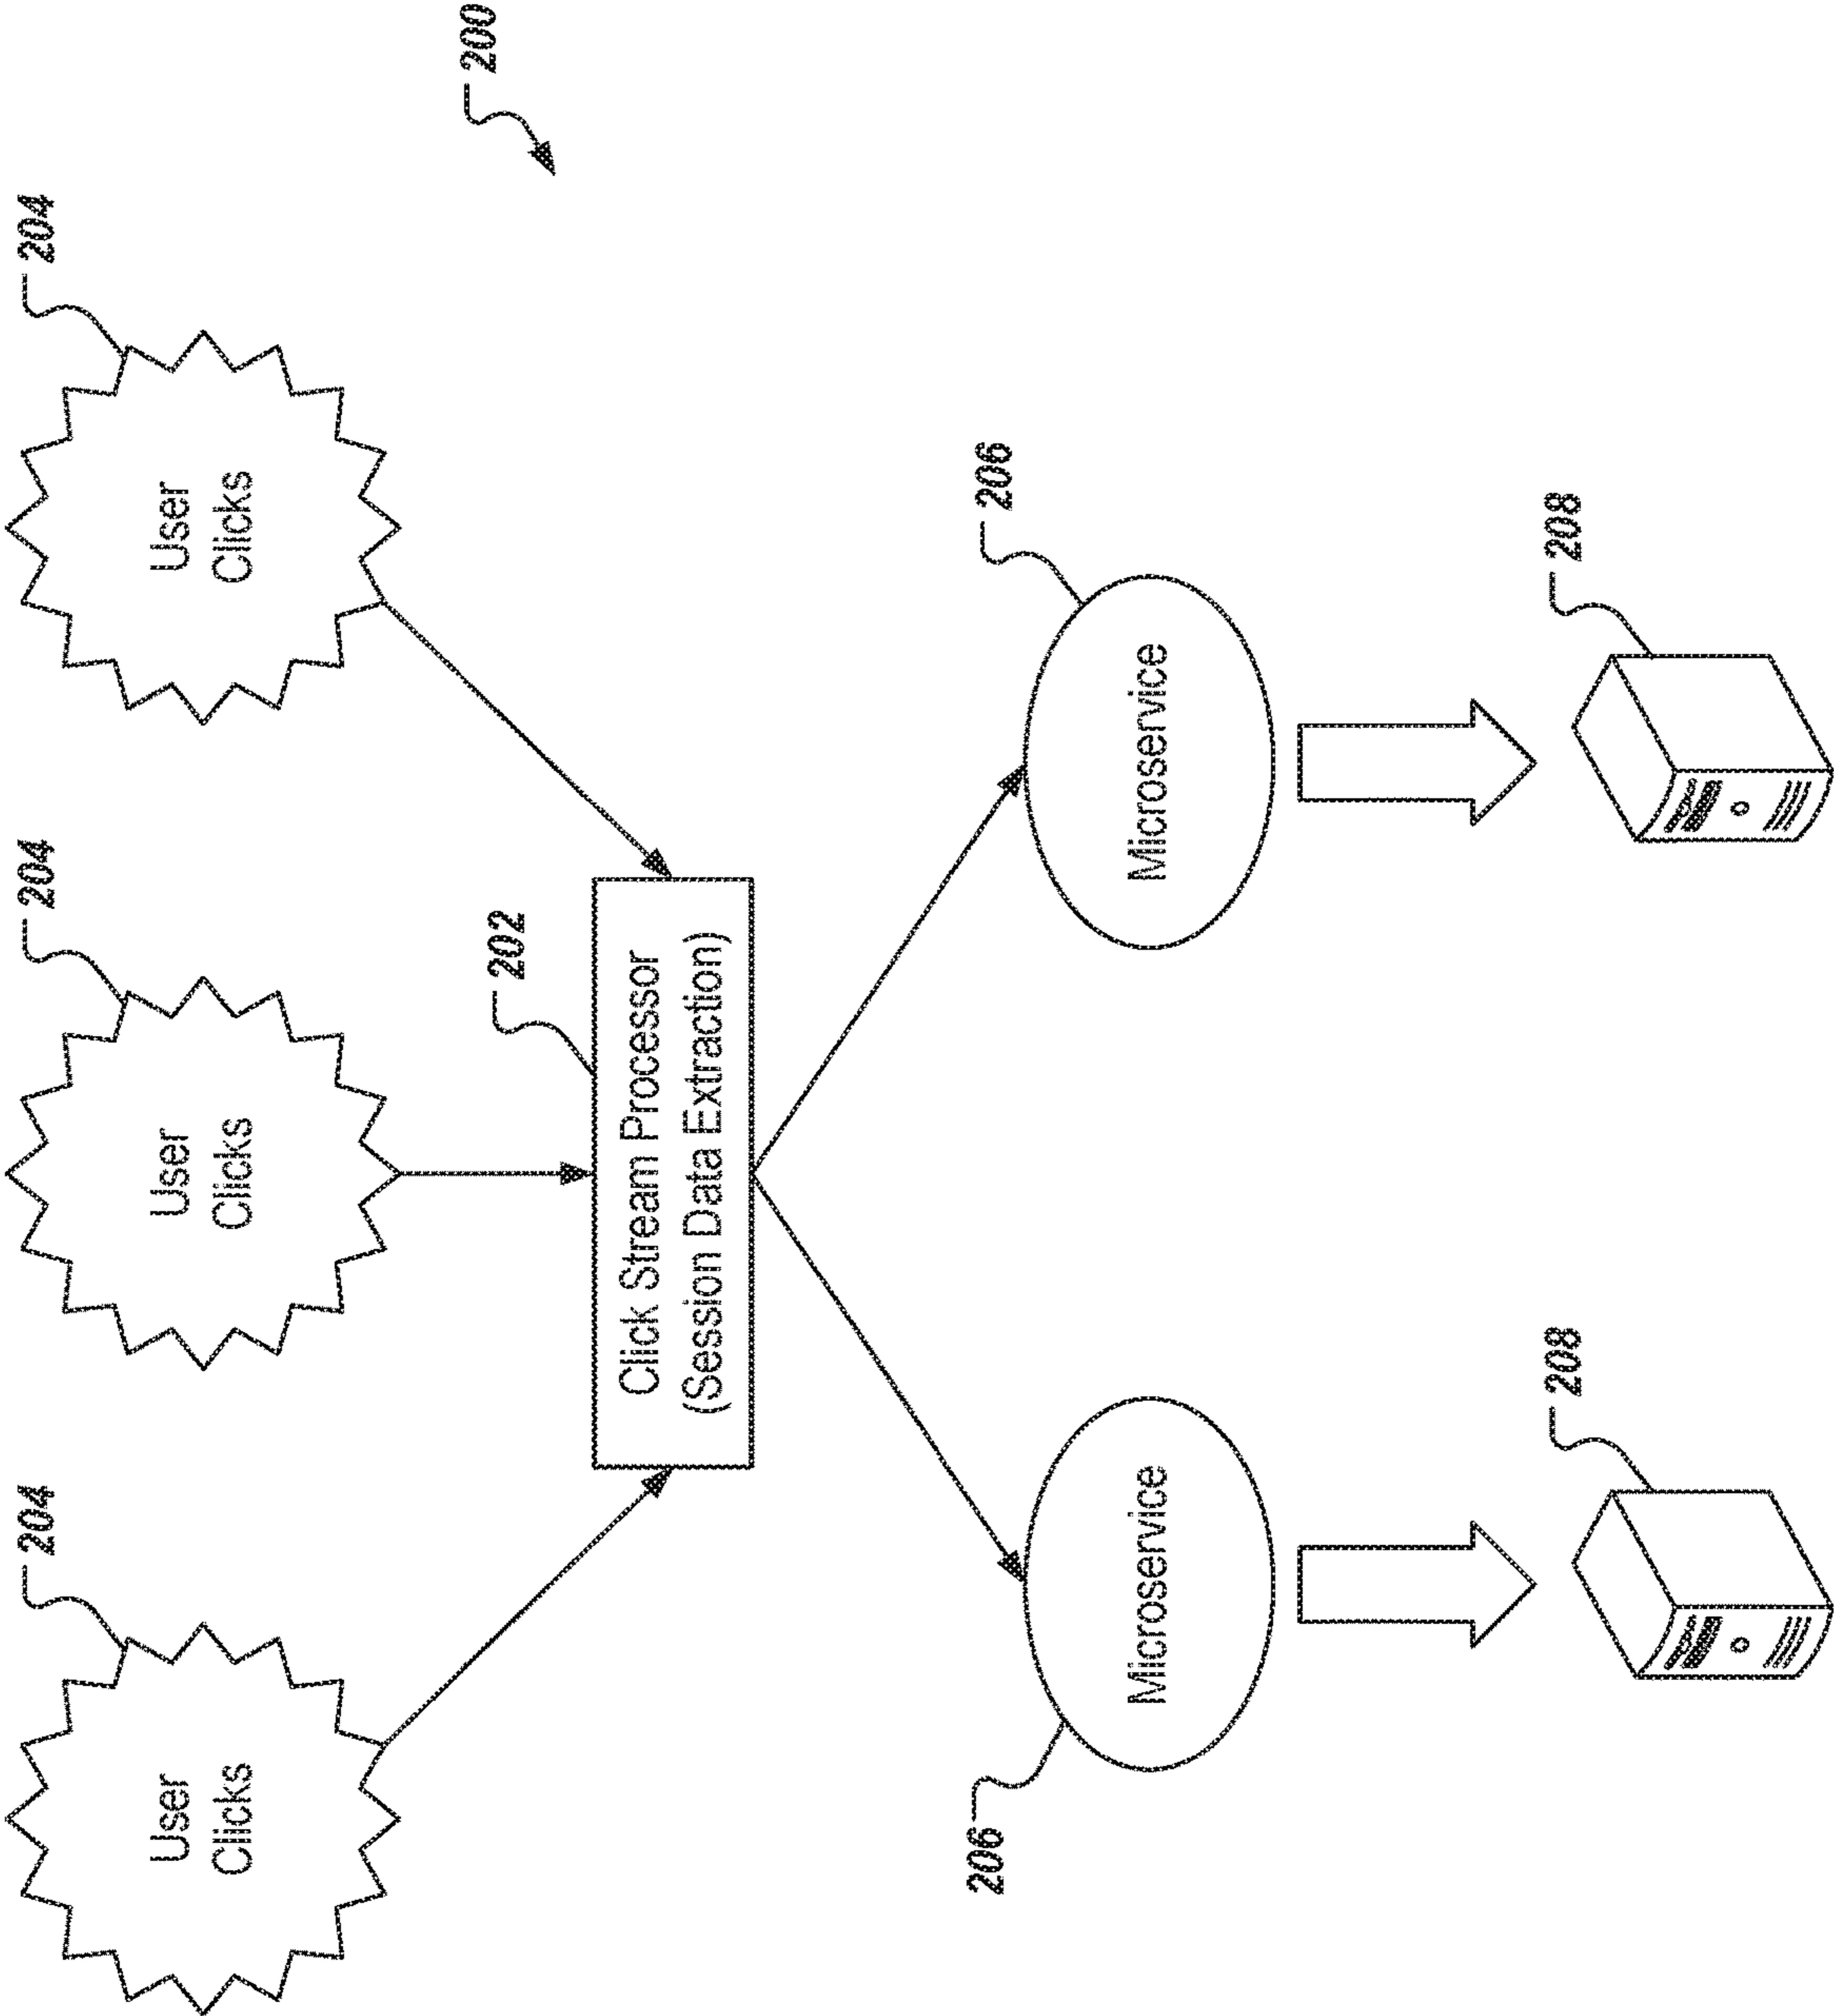 204
204
204
User
Clicks
User
Clicks
User
Clicks
200
202
Click Stream Processor
(Session Data Extraction)
206
206
Microservice
Microservice
208
208